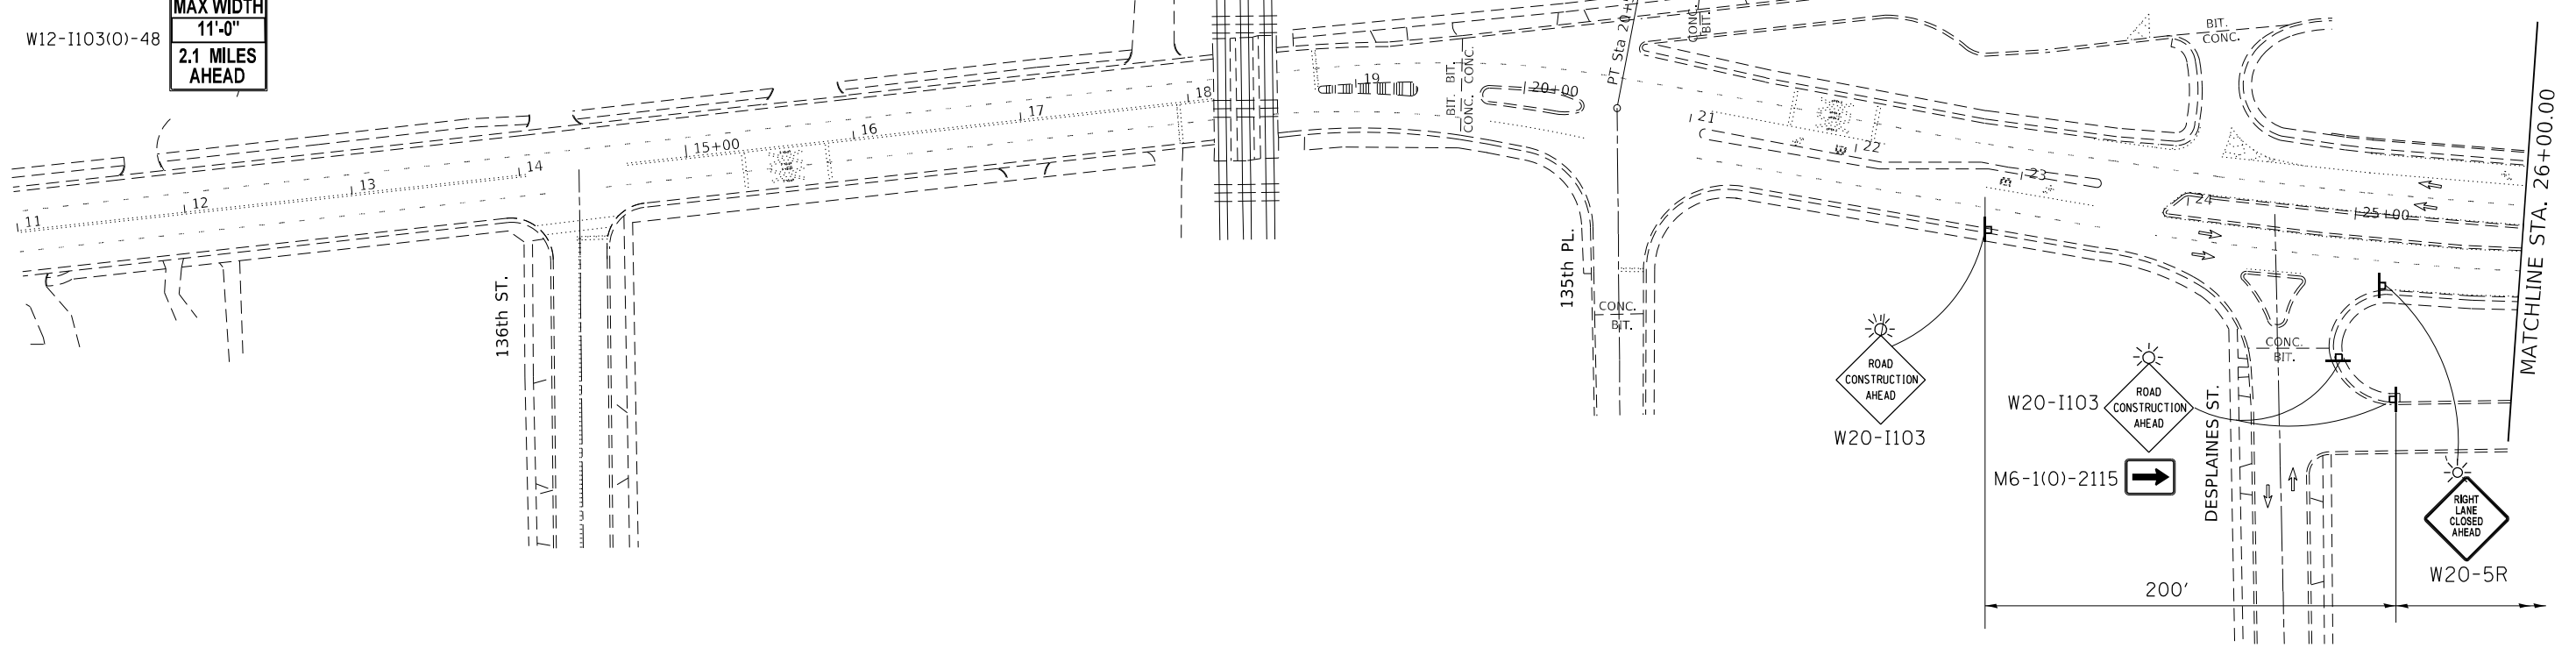 MAX WIDTH
11'-0"
2.1 MILES
AHEAD
W12-I103(O)-48
11
12
13
14
15+00
16
17
18
19
20+00
21
22
23
24
25+00
136th ST.
BIT.
CONC.
BIT.
CONC.
PT Sta 20+
CONC.
BIT.
BIT.
CONC.
135th PL.
CONC.
BIT.
ROAD
CONSTRUCTION
AHEAD
W20-I103
W20-I103
ROAD
CONSTRUCTION
AHEAD
M6-1(O)-2115
DESPLAINES ST.
CONC.
BIT.
RIGHT
LANE
CLOSED
AHEAD
W20-5R
200'
MATCHLINE STA. 26+00.00